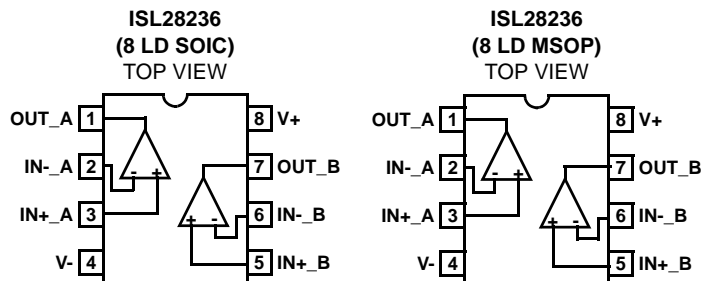 ISL28236
(8 LD SOIC)
TOP VIEW
OUT_A 1
8 V+
IN-_A 2
7 OUT_B
IN+_A 3
6 IN-_B
V- 4
5 IN+_B
- +
+ -
ISL28236
(8 LD MSOP)
TOP VIEW
OUT_A 1
8 V+
IN-_A 2
7 OUT_B
IN+_A 3
6 IN-_B
V- 4
5 IN+_B
- +
+ -